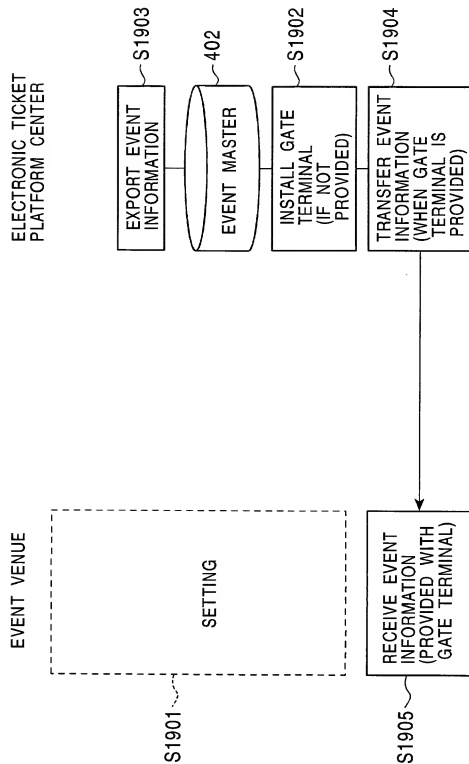 EVENT VENUE
ELECTRONIC TICKET
PLATFORM CENTER
S1901
SETTING
EXPORT EVENT
INFORMATION
S1903
EVENT MASTER
402
INSTALL GATE
TERMINAL
(IF NOT
PROVIDED)
S1902
RECEIVE EVENT
INFORMATION
(PROVIDED WITH
GATE TERMINAL)
S1905
TRANSFER EVENT
INFORMATION
(WHEN GATE
TERMINAL IS
PROVIDED)
S1904